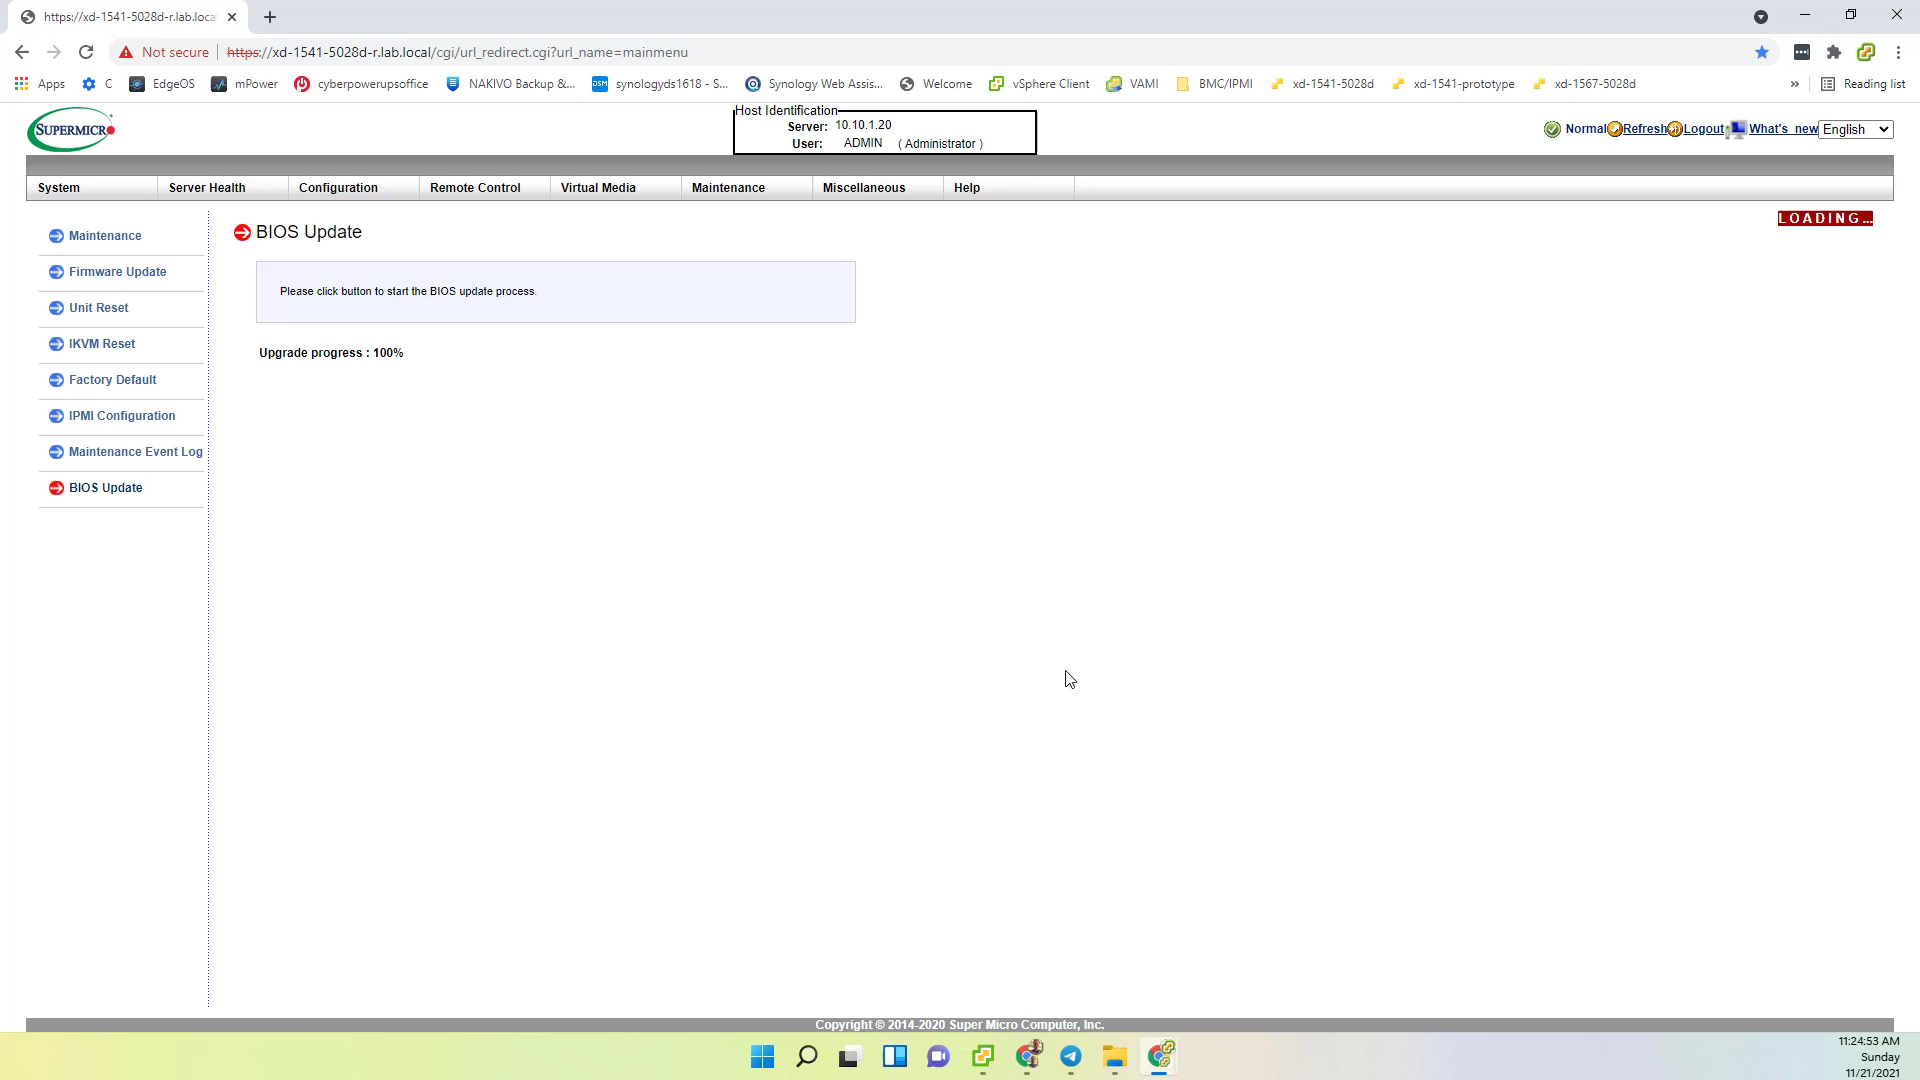 https://xd-1541-5028d-r.lab.loca
Not secure
https://xd-1541-5028d-r.lab.local/cgi/url_redirect.cgi?url_name=mainmenu
Apps C EdgeOS mPower cyberpowerupsoffice NAKIVO Backup &... DSM synologyds1618 - S... Synology Web Assis... Welcome vSphere Client VAMI BMC/IPMI xd-1541-5028d xd-1541-prototype xd-1567-5028d » Reading list
SUPERMICR
Host Identification
Server: 10.10.1.20
User: ADMIN ( Administrator )
Normal Refresh Logout What's new English
System Server Health Configuration Remote Control Virtual Media Maintenance Miscellaneous Help
LOADING...
Maintenance
Firmware Update
Unit Reset
IKVM Reset
Factory Default
IPMI Configuration
Maintenance Event Log
BIOS Update
BIOS Update
Please click button to start the BIOS update process.
Upgrade progress : 100%
Copyright © 2014-2020 Super Micro Computer, Inc.
11:24:53 AM
Sunday
11/21/2021